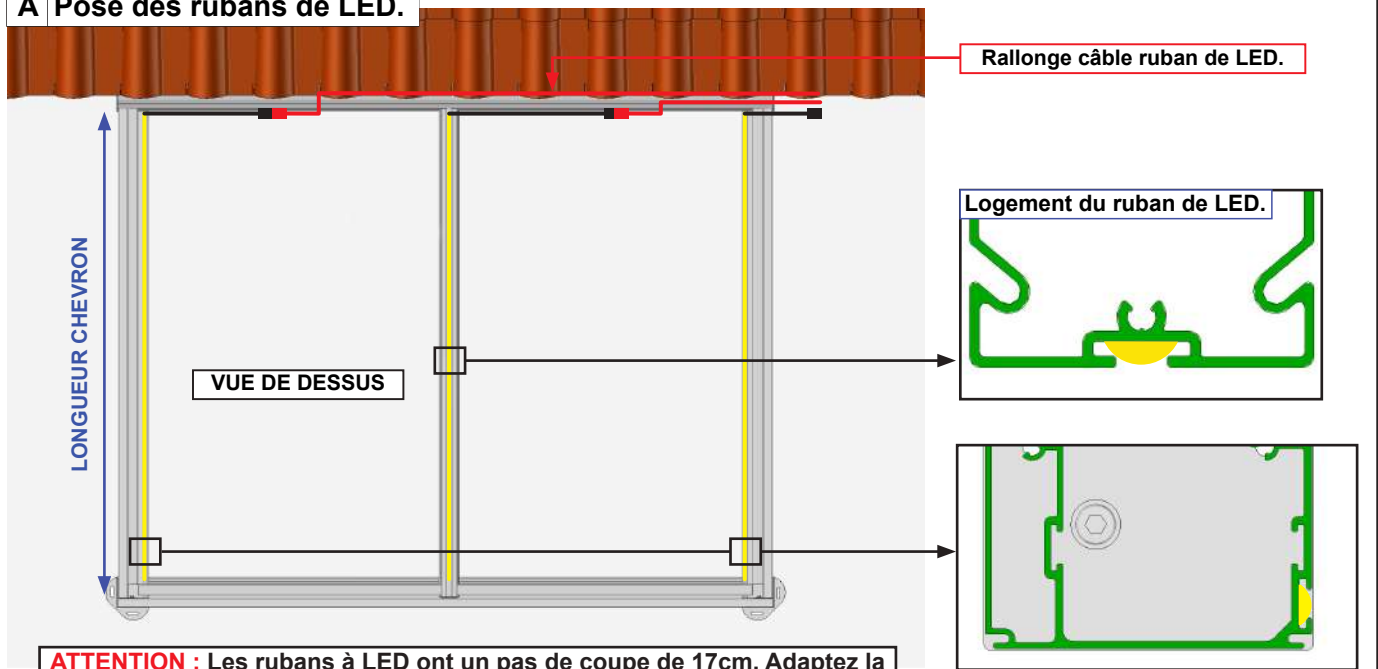 A Pose des rubans de LED.
Rallonge câble ruban de LED.
Logement du ruban de LED.
LONGUEUR CHEVRON
VUE DE DESSUS
ATTENTION : Les rubans à LED ont un pas de coupe de 17cm. Adaptez la